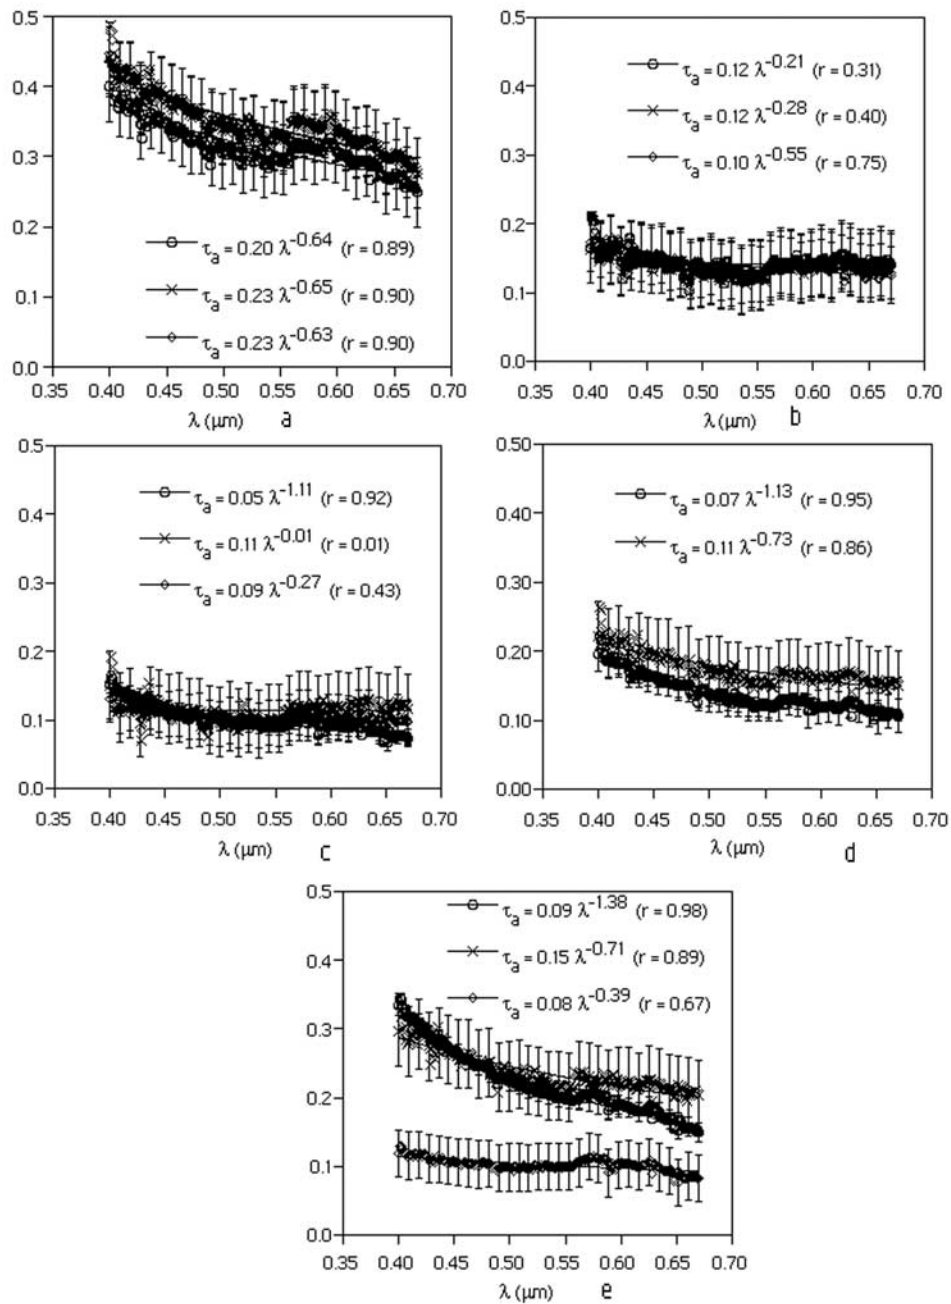 0.5
0.4
0.3
0.2
0.1
0.0
τa = 0.20 λ-0.64 (r = 0.89)
τa = 0.23 λ-0.65 (r = 0.90)
τa = 0.23 λ-0.63 (r = 0.90)
0.35 0.40 0.45 0.50 0.55 0.60 0.65 0.70
λ (µm) a
0.5
0.4
0.3
0.2
0.1
0.0
τa = 0.12 λ-0.21 (r = 0.31)
τa = 0.12 λ-0.28 (r = 0.40)
τa = 0.10 λ-0.55 (r = 0.75)
0.35 0.40 0.45 0.50 0.55 0.60 0.65 0.70
λ (µm) b
0.5
0.4
0.3
0.2
0.1
0.0
τa = 0.05 λ-1.11 (r = 0.92)
τa = 0.11 λ-0.01 (r = 0.01)
τa = 0.09 λ-0.27 (r = 0.43)
0.35 0.40 0.45 0.50 0.55 0.60 0.65 0.70
λ (µm) c
0.50
0.40
0.30
0.20
0.10
0.00
τa = 0.07 λ-1.13 (r = 0.95)
τa = 0.11 λ-0.73 (r = 0.86)
0.35 0.40 0.45 0.50 0.55 0.60 0.65 0.70
λ (µm) d
0.5
0.4
0.3
0.2
0.1
0.0
τa = 0.09 λ-1.38 (r = 0.98)
τa = 0.15 λ-0.71 (r = 0.89)
τa = 0.08 λ-0.39 (r = 0.67)
0.35 0.40 0.45 0.50 0.55 0.60 0.65 0.70
λ (µm) e